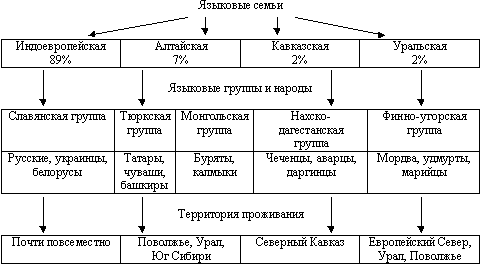 Языковые семьи
Индоевропейская Алтайская Кавказская Уральская
89% 7% 2% 2%
Языковые группы и народы
Славянская группа Тюркская Монгольская Нахско- Финно-угорская
группа группа дагестанская группа
группа
Русские, украинцы, Татары, Буряты, Чеченцы, аварцы, Мордва, удмурты,
белорусы чуваши, калмыки даргинцы марийцы
башкиры
Территория проживания
Почти повсеместно Поволжье, Урал, Северный Кавказ Европейский Север,
Юг Сибири Урал, Поволжье